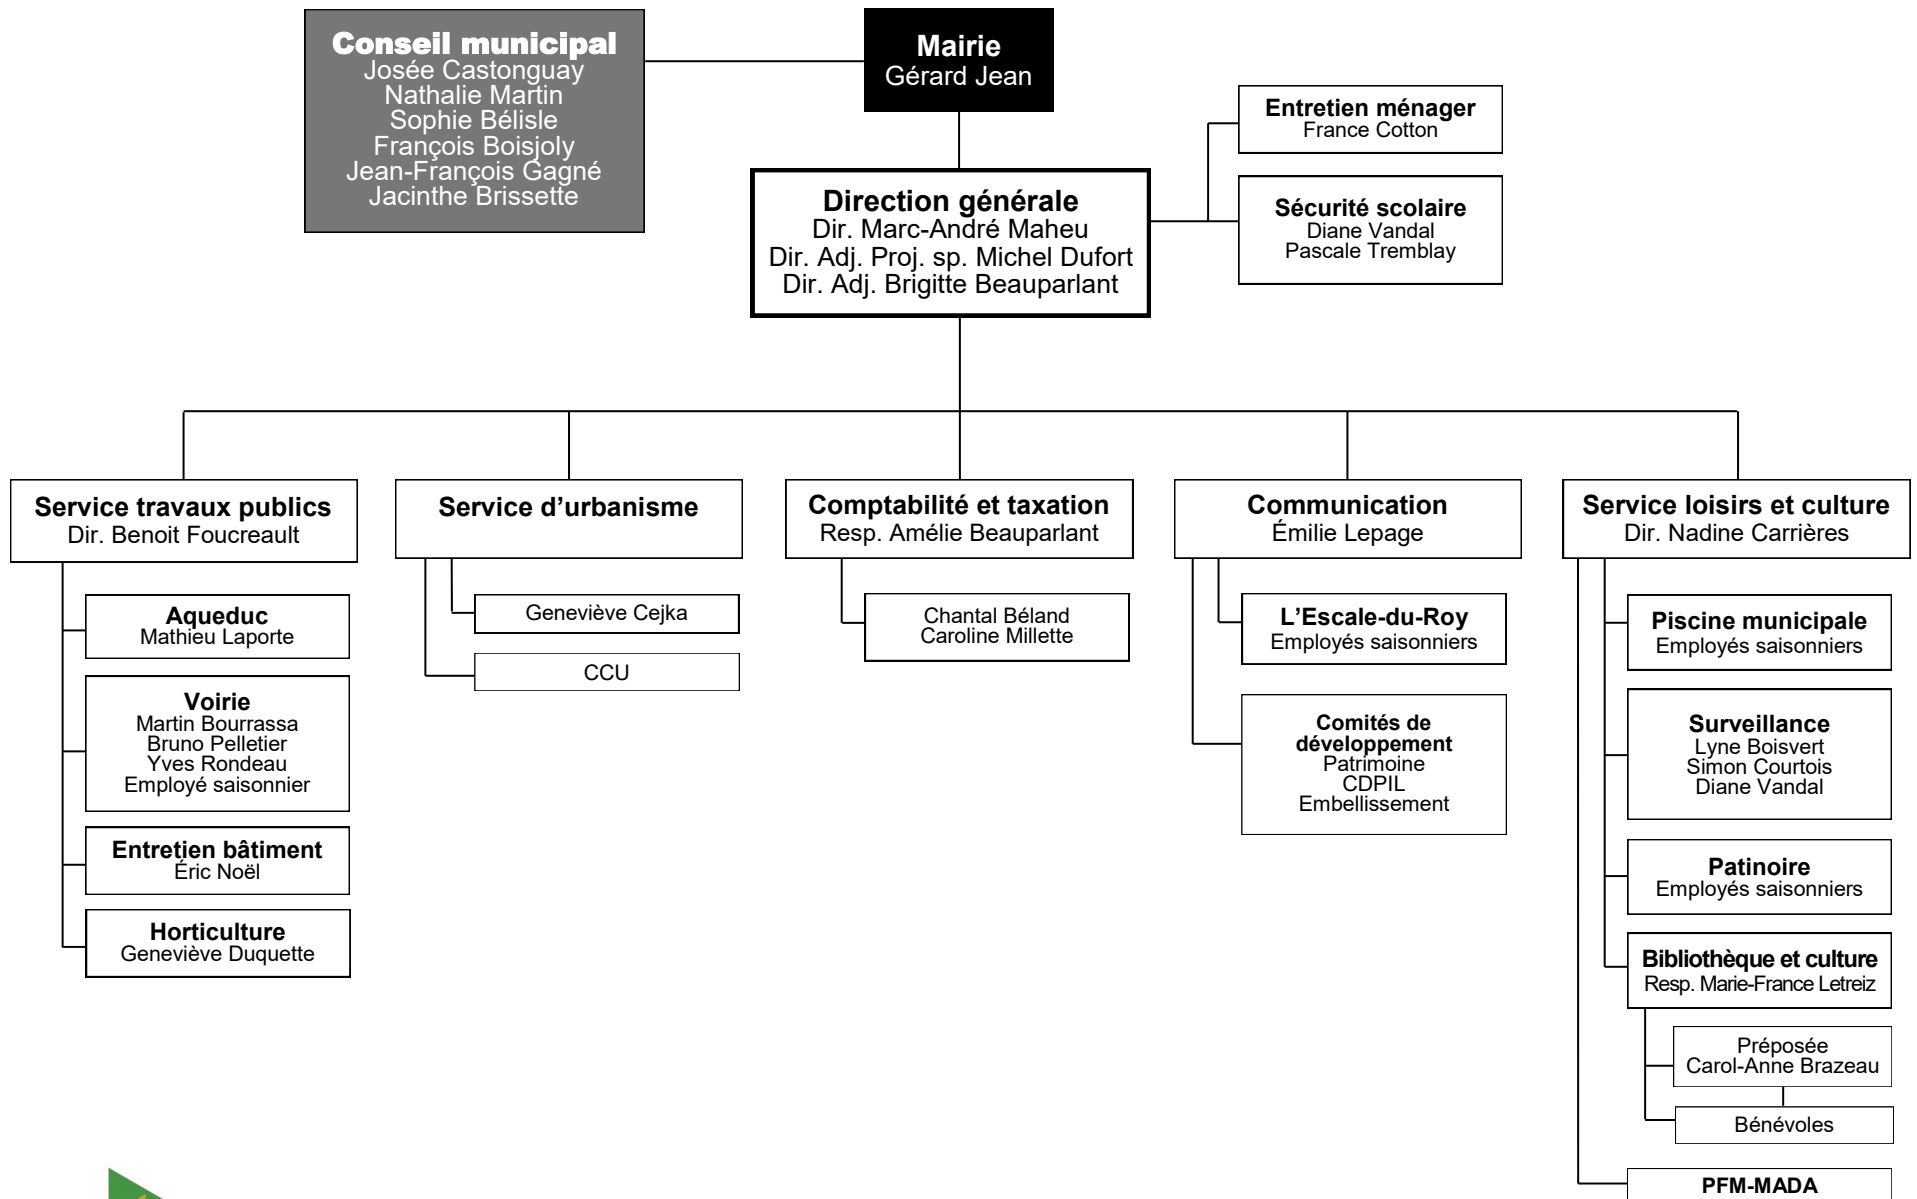 Conseil municipal
Josée Castonguay
Nathalie Martin
Sophie Bélisle
François Boisjoly
Jean-François Gagné
Jacinthe Brissette
Mairie
Gérard Jean
Entretien ménager
France Cotton
Sécurité scolaire
Diane Vandal
Pascale Tremblay
Direction générale
Dir. Marc-André Maheu
Dir. Adj. Proj. sp. Michel Dufort
Dir. Adj. Brigitte Beauparlant
Service travaux publics
Dir. Benoit Foucreault
Aqueduc
Mathieu Laporte
Voirie
Martin Bourrassa
Bruno Pelletier
Yves Rondeau
Employé saisonnier
Entretien bâtiment
Éric Noël
Horticulture
Geneviève Duquette
Service d’urbanisme
Geneviève Cejka
CCU
Comptabilité et taxation
Resp. Amélie Beauparlant
Chantal Béland
Caroline Millette
Communication
Émilie Lepage
L’Escale-du-Roy
Employés saisonniers
Comités de
développement
Patrimoine
CDPIL
Embellissement
Service loisirs et culture
Dir. Nadine Carrières
Piscine municipale
Employés saisonniers
Surveillance
Lyne Boisvert
Simon Courtois
Diane Vandal
Patinoire
Employés saisonniers
Bibliothèque et culture
Resp. Marie-France Letreiz
Préposée
Carol-Anne Brazeau
Bénévoles
PFM-MADA